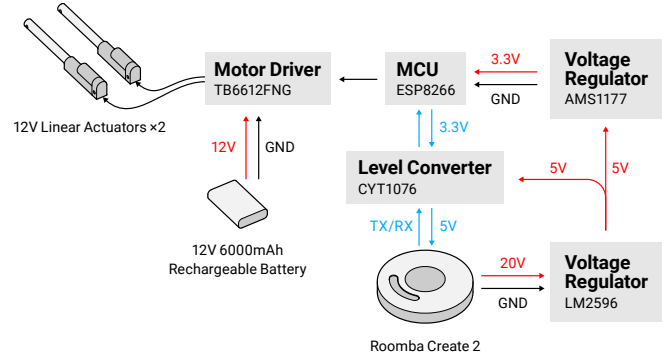 Motor Driver
TB6612FNG
MCU
ESP8266
3.3V
GND
Voltage
Regulator
AMS1177
12V Linear Actuators ×2
12V
GND
3.3V
Level Converter
CYT1076
5V
5V
TX/RX
5V
12V 6000mAh
Rechargeable Battery
20V
GND
Voltage
Regulator
LM2596
Roomba Create 2